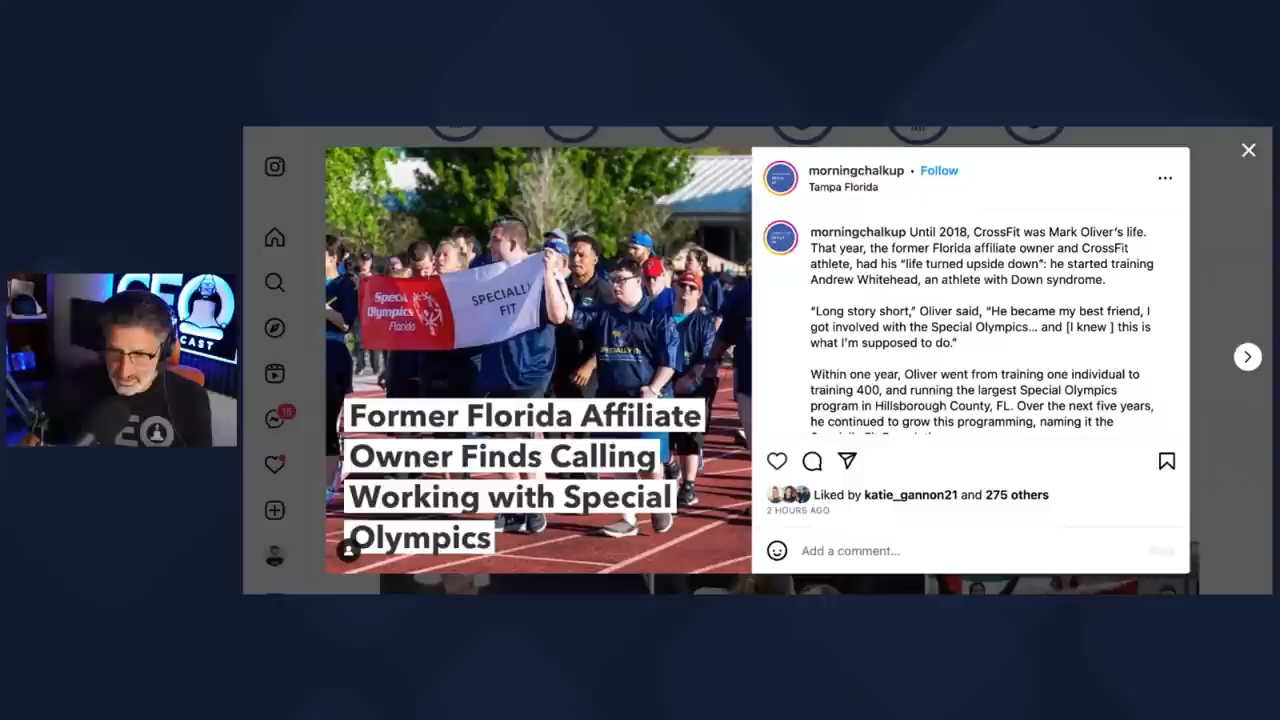 morningchalkup • Follow
Tampa Florida
morningchalkup Until 2018, CrossFit was Mark Oliver's life.
That year, the former Florida affiliate owner and CrossFit
athlete, had his “life turned upside down”: he started training
Andrew Whitehead, an athlete with Down syndrome.
“Long story short,” Oliver said, “He became my best friend, I
got involved with the Special Olympics... and [I knew ] this is
what I'm supposed to do.”
Within one year, Oliver went from training one individual to
training 400, and running the largest Special Olympics
program in Hillsborough County, FL. Over the next five years,
he continued to grow this programming, naming it the
Liked by katie_gannon21 and 275 others
2 HOURS AGO
Add a comment...
Post
Special
Olympics
Florida
SPECIALLY
FIT
Former Florida Affiliate
Owner Finds Calling
Working with Special
Olympics
15
CEO
CAST